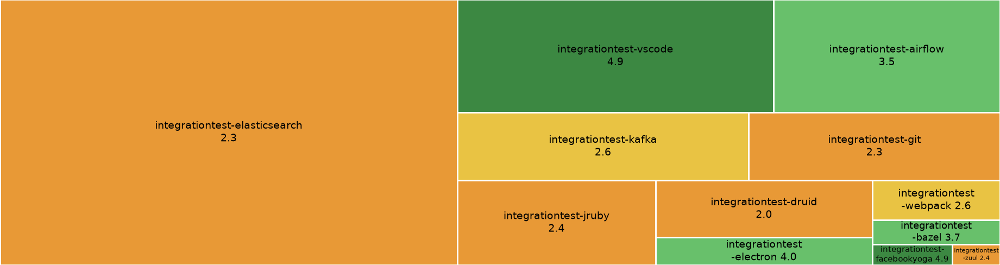 integrationtest-elasticsearch
2.3
integrationtest-vscode
4.9
integrationtest-airflow
3.5
integrationtest-kafka
2.6
integrationtest-git
2.3
integrationtest-jruby
2.4
integrationtest-druid
2.0
integrationtest
-electron 4.0
integrationtest
-webpack 2.6
integrationtest
-bazel 3.7
integrationtest-
facebookyoga 4.9
integrationtest
-zuul 2.4